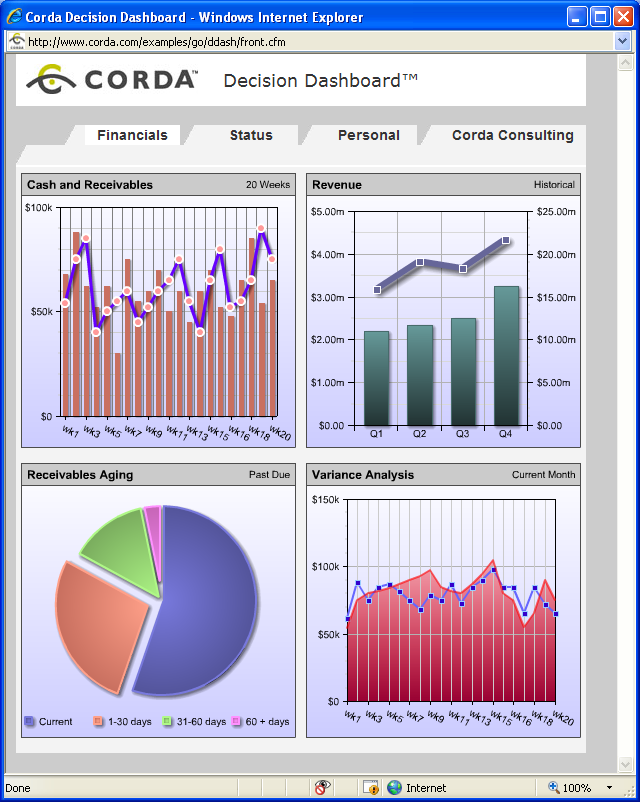 Corda Decision Dashboard - Windows Internet Explorer
http://www.corda.com/examples/go/ddash/front.cfm
CORDA™ Decision Dashboard™
Financials Status Personal Corda Consulting
Cash and Receivables 20 Weeks
$100k
$50k
$0
wk1 wk3 wk5 wk7 wk9 wk11 wk13 wk15 wk16 wk18 wk20
Revenue Historical
$5.00m $25.00m
$4.00m $20.00m
$3.00m $15.00m
$2.00m $10.00m
$1.00m $5.00m
$0.00 $0.00
Q1 Q2 Q3 Q4
Receivables Aging Past Due
Current 1-30 days 31-60 days 60 + days
Variance Analysis Current Month
$150k
$100k
$50k
$0
wk1 wk3 wk5 wk7 wk9 wk11 wk13 wk15 wk16 wk18 wk20
Done Internet 100%